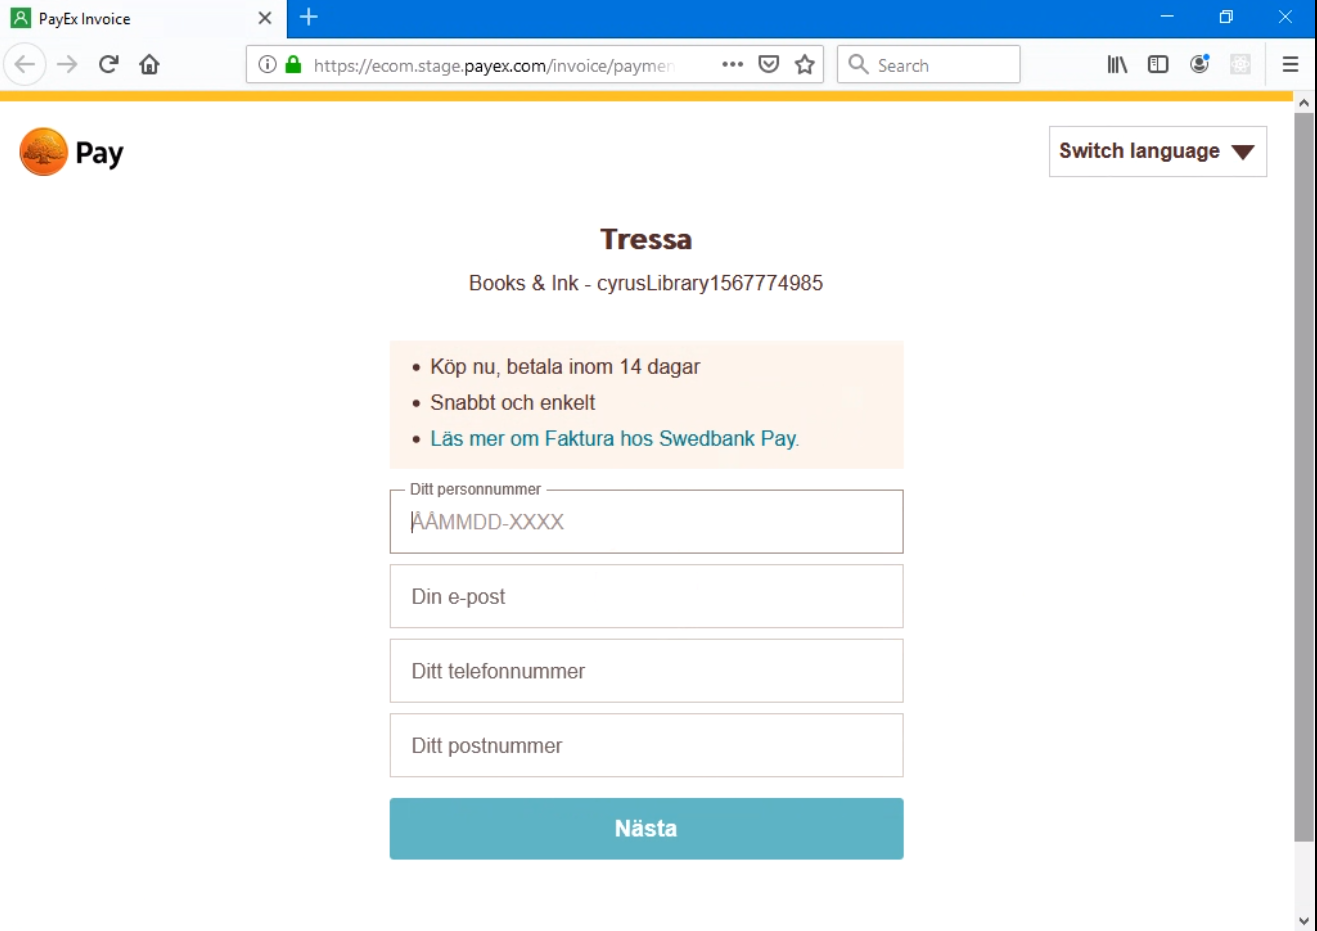 PayEx Invoice
https://ecom.stage.payex.com/invoice/paymen
Search
Pay
Switch language
Tressa
Books & Ink - cyrusLibrary1567774985
Köp nu, betala inom 14 dagar
Snabbt och enkelt
Läs mer om Faktura hos Swedbank Pay.
Ditt personnummer
ÅÅMMDD-XXXX
Din e-post
Ditt telefonnummer
Ditt postnummer
Nästa